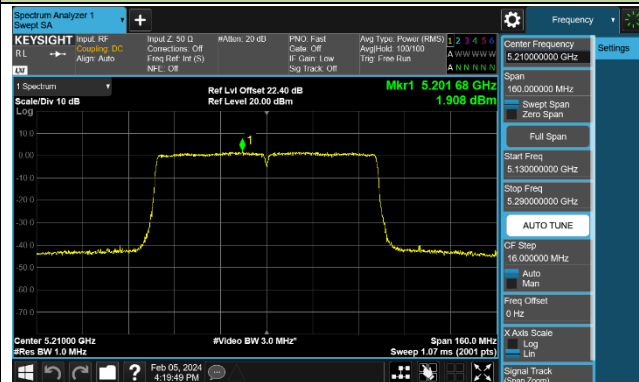 Spectrum Analyzer 1
Swept SA
Frequency
KEYSIGHT
RL
LXI
Input: RF
Coupling: DC
Align: Auto
Input Z: 50 Ω
Corrections: Off
Freq Ref: Int (S)
NFE: Off
#Atten: 20 dB
PNO: Fast
Gate: Off
IF Gain: Low
Sig Track: Off
Avg Type: Power (RMS)
Avg|Hold: 100/100
Trig: Free Run
1 2 3 4 5 6
A W W W W W
A N N N N N
1 Spectrum
Scale/Div 10 dB
Log
Ref Lvl Offset 22.40 dB
Ref Level 20.00 dBm
Mkr1 5.201 68 GHz
1.908 dBm
1
10.0
0.00
-10.0
-20.0
-30.0
-40.0
-50.0
-60.0
-70.0
Center 5.21000 GHz
#Res BW 1.0 MHz
#Video BW 3.0 MHz*
Span 160.0 MHz
Sweep 1.07 ms (2001 pts)
?
Feb 05, 2024
4:19:49 PM
Center Frequency
5.210000000 GHz
Span
160.000000 MHz
Swept Span
Zero Span
Full Span
Start Freq
5.130000000 GHz
Stop Freq
5.290000000 GHz
AUTO TUNE
CF Step
16.000000 MHz
Auto
Man
Freq Offset
0 Hz
X Axis Scale
Log
Lin
Signal Track
(Span Zoom)
Settings